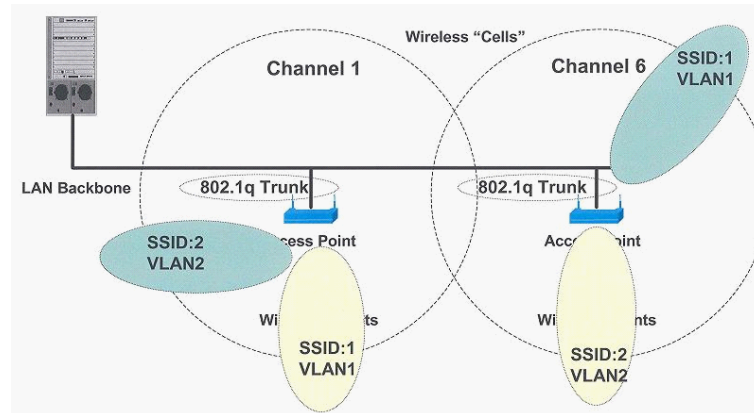 Wireless "Cells"
Channel 1
Channel 6
SSID:1
VLAN1
LAN Backbone
802.1q Trunk
802.1q Trunk
SSID:2
VLAN2
Point
SSID:1
VLAN1
SSID:2
VLAN2